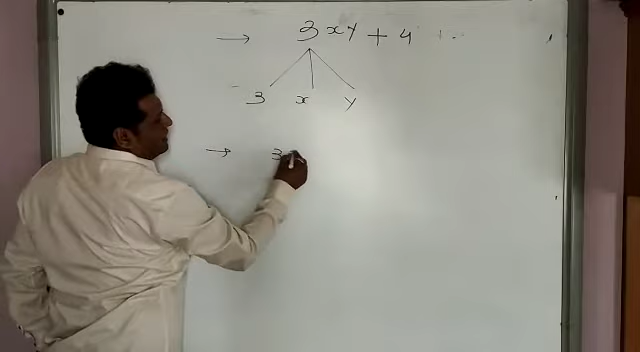 → 3xy + 4
3 x y
→ 3